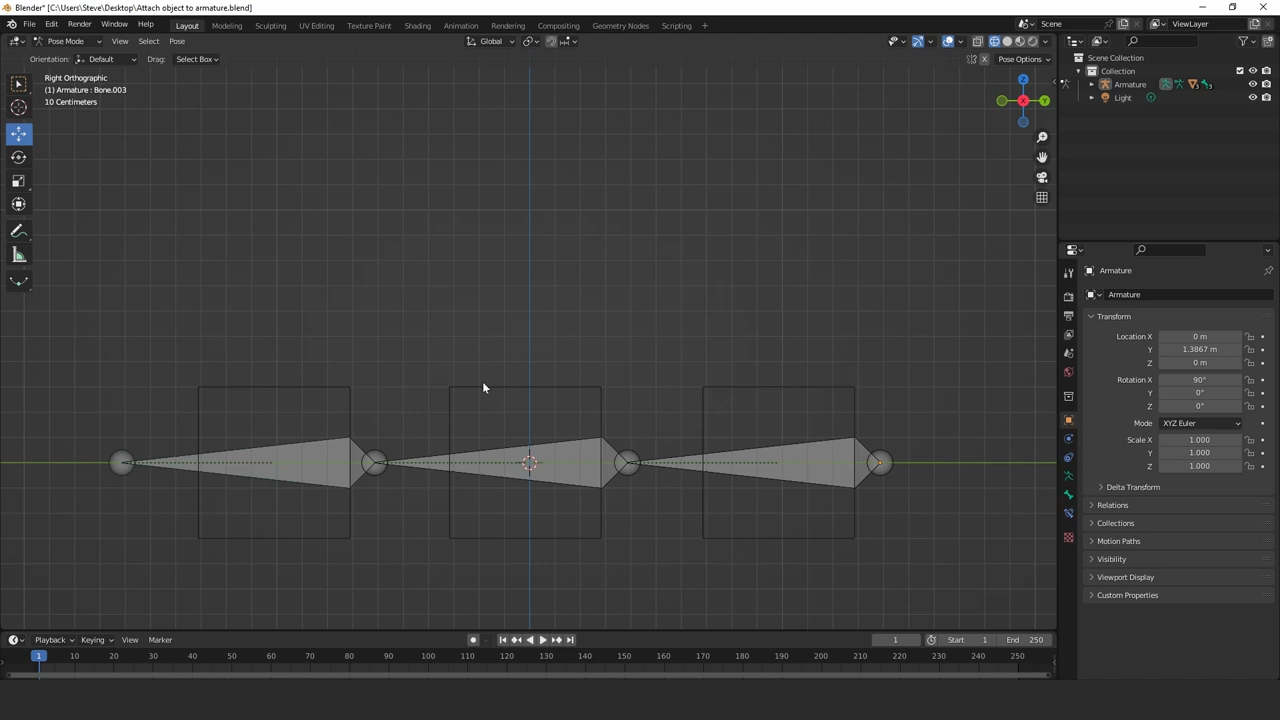 Blender* [C:\Users\Steve\Desktop\Attach object to armature.blend]
File Edit Render Window Help Layout Modeling Sculpting UV Editing Texture Paint Shading Animation Rendering Compositing Geometry Nodes Scripting + Scene ViewLayer
Pose Mode View Select Pose Global
Orientation: Default Drag: Select Box X Pose Options
Right Orthographic
(1) Armature : Bone.003
10 Centimeters
Z
X
Y
Scene Collection
Collection
Armature 3 3
Light
Armature
Armature
Transform
Location X 0 m
Y 1.3867 m
Z 0 m
Rotation X 90°
Y 0°
Z 0°
Mode XYZ Euler
Scale X 1.000
Y 1.000
Z 1.000
Delta Transform
Relations
Collections
Motion Paths
Visibility
Viewport Display
Custom Properties
Playback Keying View Marker 1 Start 1 End 250
1 10 20 30 40 50 60 70 80 90 100 110 120 130 140 150 160 170 180 190 200 210 220 230 240 250